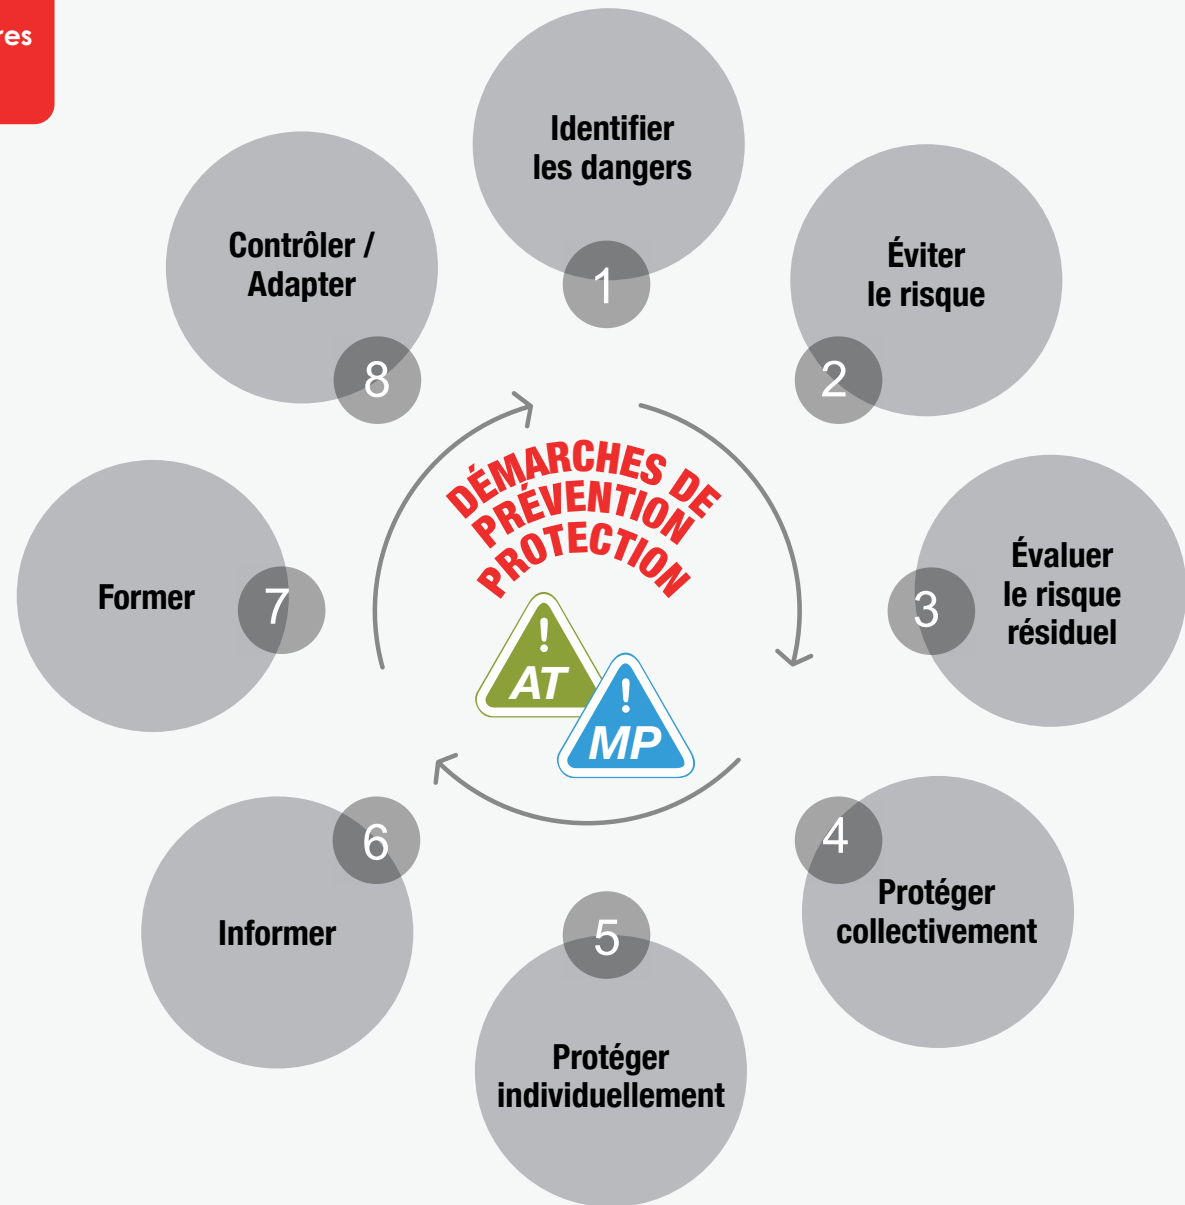 Identifier
les dangers
1
Éviter
le risque
2
Évaluer
le risque
résiduel
3
Protéger
collectivement
4
Protéger
individuellement
5
Informer
6
Former
7
Contrôler /
Adapter
8
DÉMARCHES DE
PRÉVENTION
PROTECTION
!
AT
!
MP